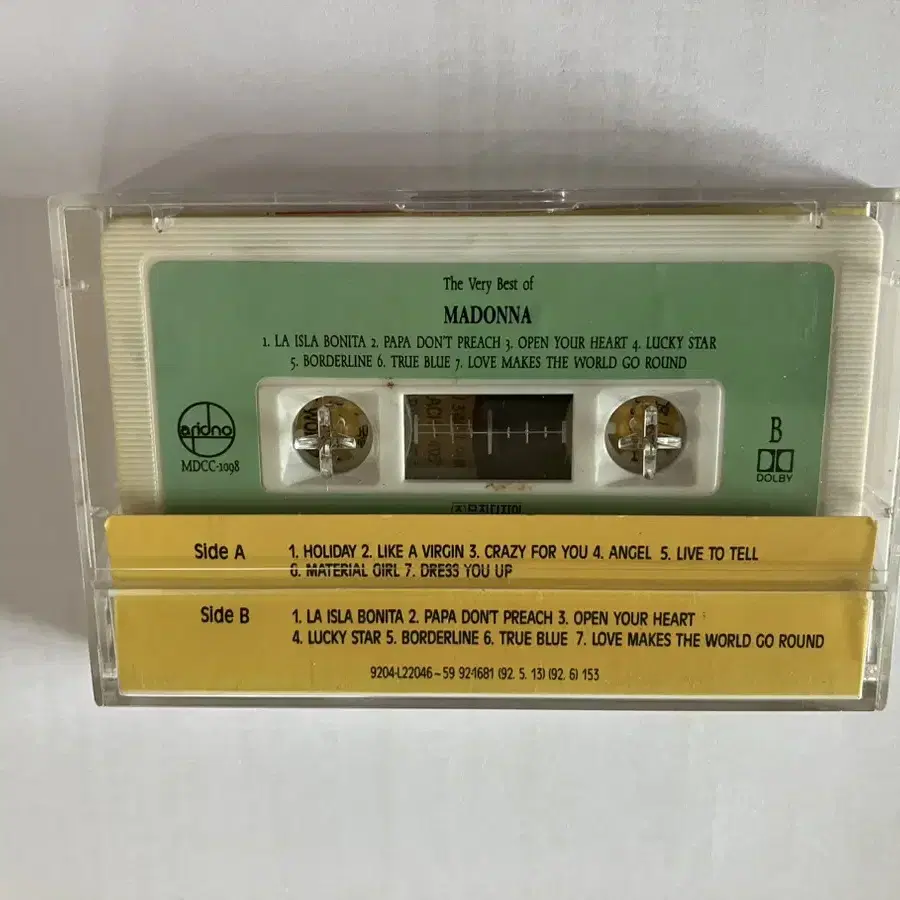 The Very Best of
MADONNA
1. LA ISLA BONITA 2. PAPA DON'T PREACH 3. OPEN YOUR HEART 4. LUCKY STAR
5. BORDERLINE 6. TRUE BLUE 7. LOVE MAKES THE WORLD GO ROUND
MDCC-1098
B
DOLBY
Side A 1. HOLIDAY 2. LIKE A VIRGIN 3. CRAZY FOR YOU 4. ANGEL 5. LIVE TO TELL
6. MATERIAL GIRL 7. DRESS YOU UP
Side B 1. LA ISLA BONITA 2. PAPA DON'T PREACH 3. OPEN YOUR HEART
4. LUCKY STAR 5. BORDERLINE 6. TRUE BLUE 7. LOVE MAKES THE WORLD GO ROUND
9204-L22046~59 92-1681 (92. 5. 13) (92. 6) 153